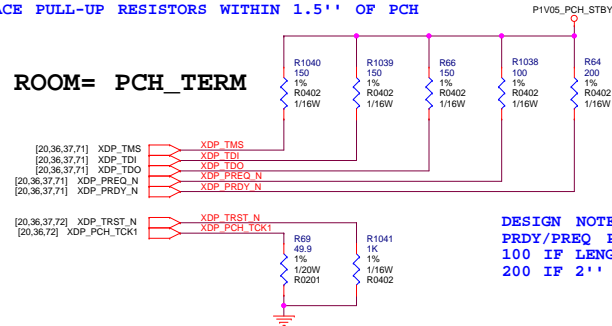 ACE PULL-UP RESISTORS WITHIN 1.5'' OF PCH
P1V05_PCH_STBY
ROOM= PCH_TERM
R1040
150
1%
R0402
1/16W
R1039
150
1%
R0402
1/16W
R66
150
1%
R0402
1/16W
R1038
100
1%
R0402
1/16W
R64
200
1%
R0402
1/16W
[20,36,37,71] XDP_TMS XDP_TMS
[20,36,37,71] XDP_TDI XDP_TDI
[20,36,37,71] XDP_TDO XDP_TDO
[20,36,37,71] XDP_PREQ_N XDP_PREQ_N
[20,36,37,71] XDP_PRDY_N XDP_PRDY_N
[20,36,37,72] XDP_TRST_N XDP_TRST_N
[20,36,72] XDP_PCH_TCK1 XDP_PCH_TCK1
R69
49.9
1%
1/20W
R0201
R1041
1K
1%
1/16W
R0402
DESIGN NOTE
PRDY/PREQ P
100 IF LENG
200 IF 2''